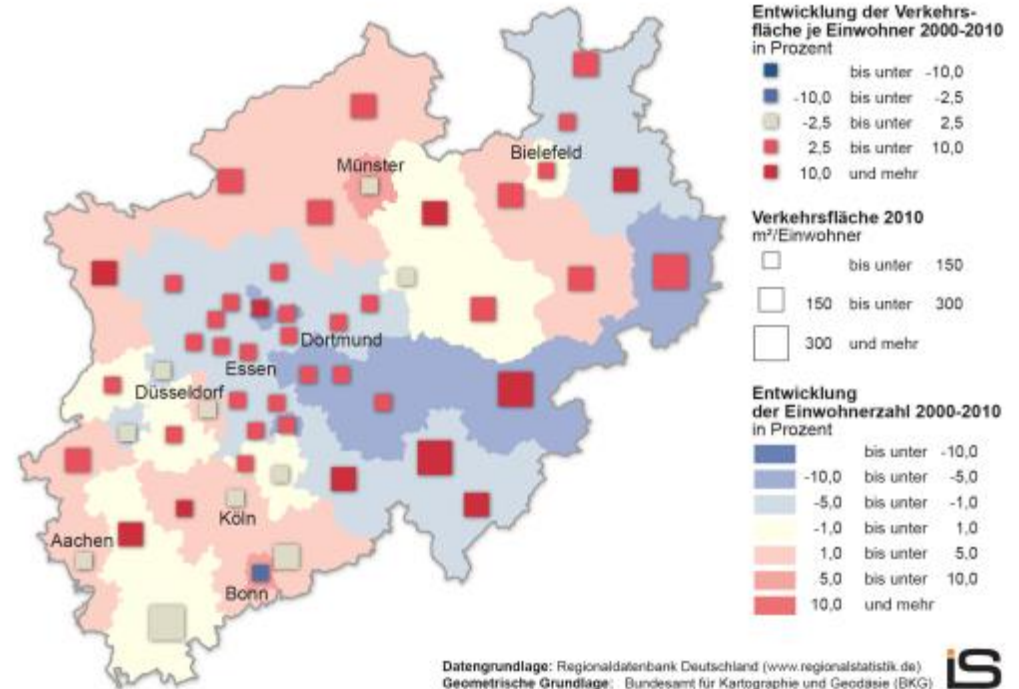 Münster
Bielefeld
Dortmund
Essen
Düsseldorf
Köln
Aachen
Bonn
Entwicklung der Verkehrs-
fläche je Einwohner 2000-2010
in Prozent
bis unter -10,0
-10,0 bis unter -2,5
-2,5 bis unter 2,5
2,5 bis unter 10,0
10,0 und mehr
Verkehrsfläche 2010
m²/Einwohner
bis unter 150
150 bis unter 300
300 und mehr
Entwicklung
der Einwohnerzahl 2000-2010
in Prozent
bis unter -10,0
-10,0 bis unter -5,0
-5,0 bis unter -1,0
-1,0 bis unter 1,0
1,0 bis unter 5,0
5,0 bis unter 10,0
10,0 und mehr
Datengrundlage: Regionaldatenbank Deutschland (www.regionalstatistik.de)
Geometrische Grundlage: Bundesamt für Kartographie und Geodäsie (BKG)
iS